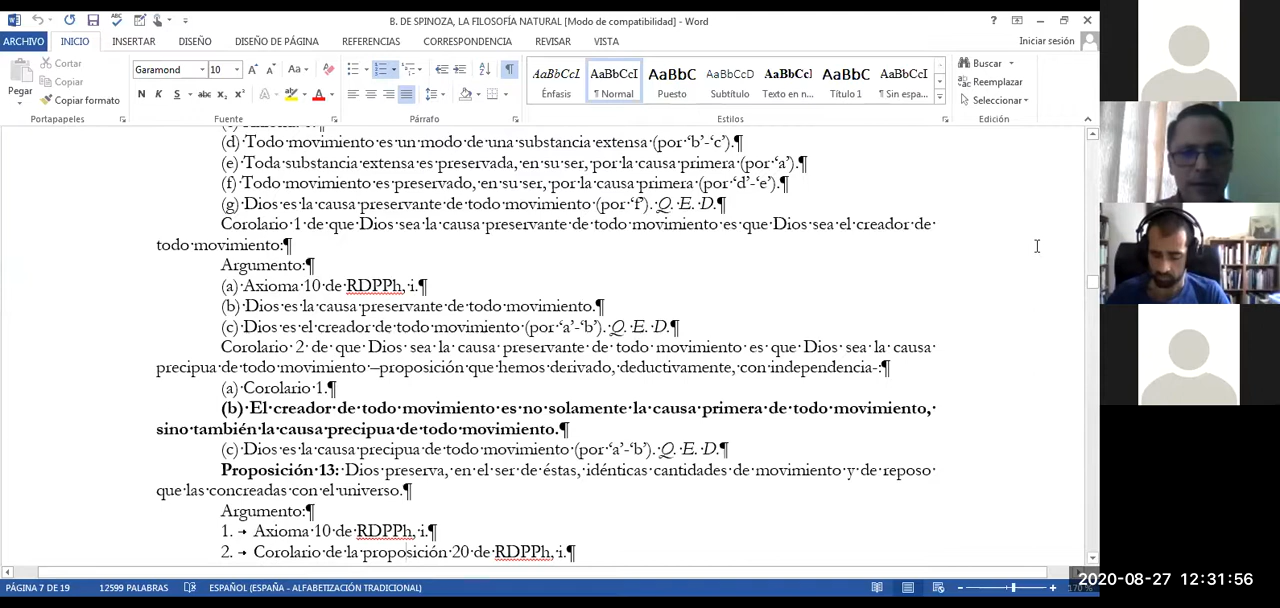 B. DE SPINOZA, LA FILOSOFÍA NATURAL [Modo de compatibilidad] - Word
ARCHIVO INICIO INSERTAR DISEÑO DISEÑO DE PÁGINA REFERENCIAS CORRESPONDENCIA REVISAR VISTA Iniciar sesión
Pegar Cortar Copiar Copiar formato
Garamond 10
N K S abc
AaBbCcI Énfasis AaBbCcI ¶ Normal AaBbC Puesto AaBbCcI Subtítulo AaBbCcI Texto en n... AaBbC Título 1 AaBbCcI ¶ Sin espa...
Buscar Reemplazar Seleccionar
Portapapeles Fuente Párrafo Estilos Edición
(d) Todo movimiento es un modo de una substancia extensa (por ‘b’-‘c’).¶
(e) Toda substancia extensa es preservada, en su ser, por la causa primera (por ‘a’).¶
(f) Todo movimiento es preservado, en su ser, por la causa primera (por ‘d’-‘e’).¶
(g) Dios es la causa preservante de todo movimiento (por ‘f’). Q. E. D.¶
Corolario 1 de que Dios sea la causa preservante de todo movimiento es que Dios sea el creador de
todo movimiento:¶
Argumento:¶
(a) Axioma 10 de RDPPh, i.¶
(b) Dios es la causa preservante de todo movimiento.¶
(c) Dios es el creador de todo movimiento (por ‘a’-‘b’). Q. E. D.¶
Corolario 2 de que Dios sea la causa preservante de todo movimiento es que Dios sea la causa
precipua de todo movimiento –proposición que hemos derivado, deductivamente, con independencia-:¶
(a) Corolario 1.¶
(b) El creador de todo movimiento es no solamente la causa primera de todo movimiento,
sino también la causa precipua de todo movimiento.¶
(c) Dios es la causa precipua de todo movimiento (por ‘a’-‘b’). Q. E. D.¶
Proposición 13: Dios preserva, en el ser de éstas, idénticas cantidades de movimiento y de reposo
que las concreadas con el universo.¶
Argumento:¶
1. → Axioma 10 de RDPPh, i.¶
2. → Corolario de la proposición 20 de RDPPh, i.¶
PÁGINA 7 DE 19 12599 PALABRAS ESPAÑOL (ESPAÑA - ALFABETIZACIÓN TRADICIONAL) 170 %
2020-08-27 12:31:56